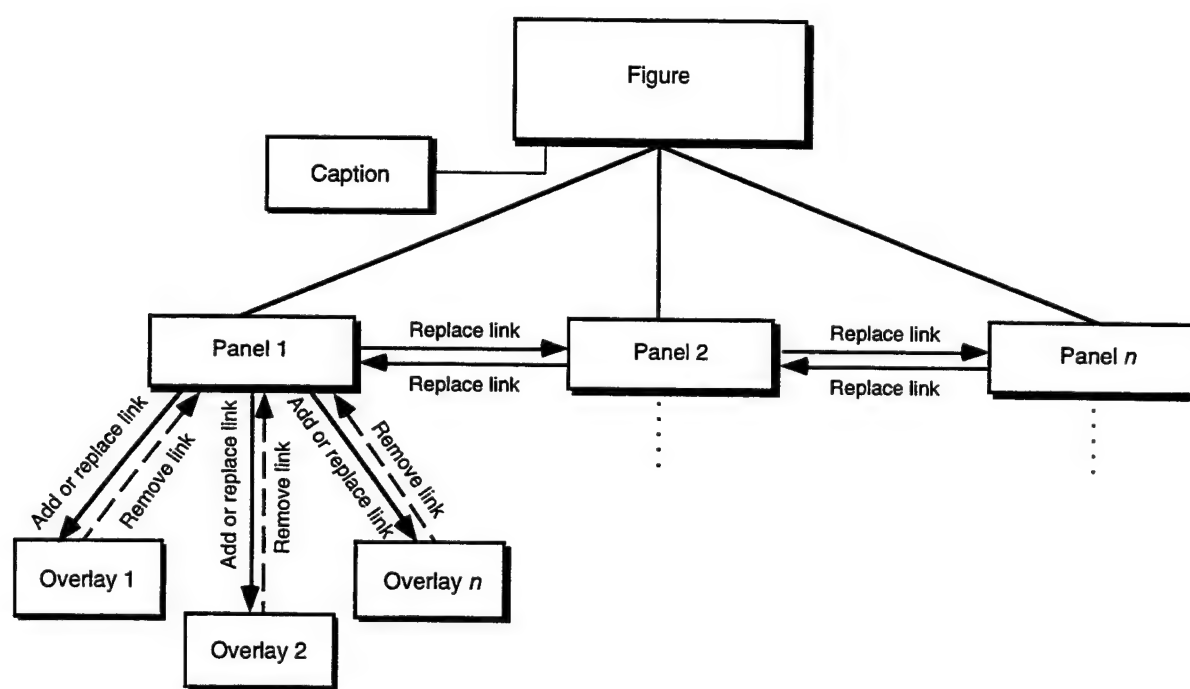 Figure
Caption
Panel 1
Replace link
Replace link
Panel 2
Replace link
Replace link
Panel n
Add or replace link
Remove link
Add or replace link
Remove link
Add or replace link
Remove link
Overlay 1
Overlay 2
Overlay n